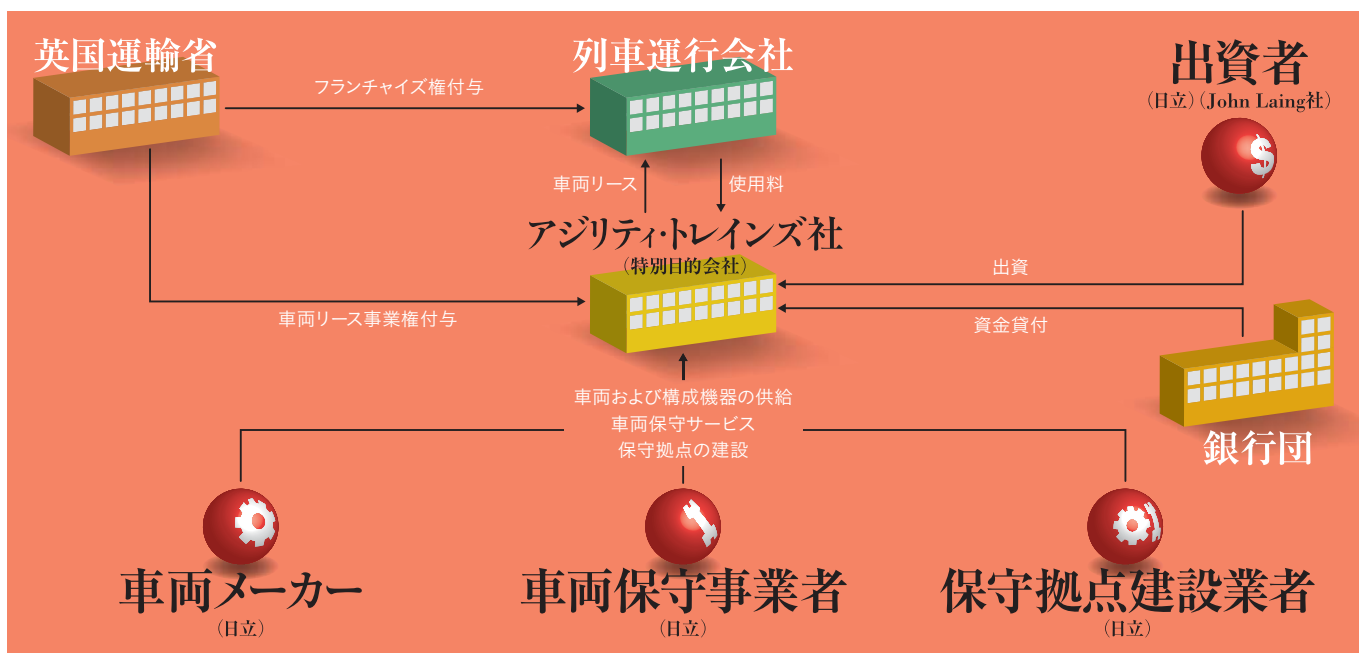 英国運輸省
列車運行会社
出資者
（日立）（John Laing社）
フランチャイズ権付与
車両リース
使用料
アジリティ・トレインズ社
（特別目的会社）
出資
車両リース事業権付与
資金貸付
車両および構成機器の供給
車両保守サービス
保守拠点の建設
銀行団
車両メーカー
（日立）
車両保守事業者
（日立）
保守拠点建設業者
（日立）
$